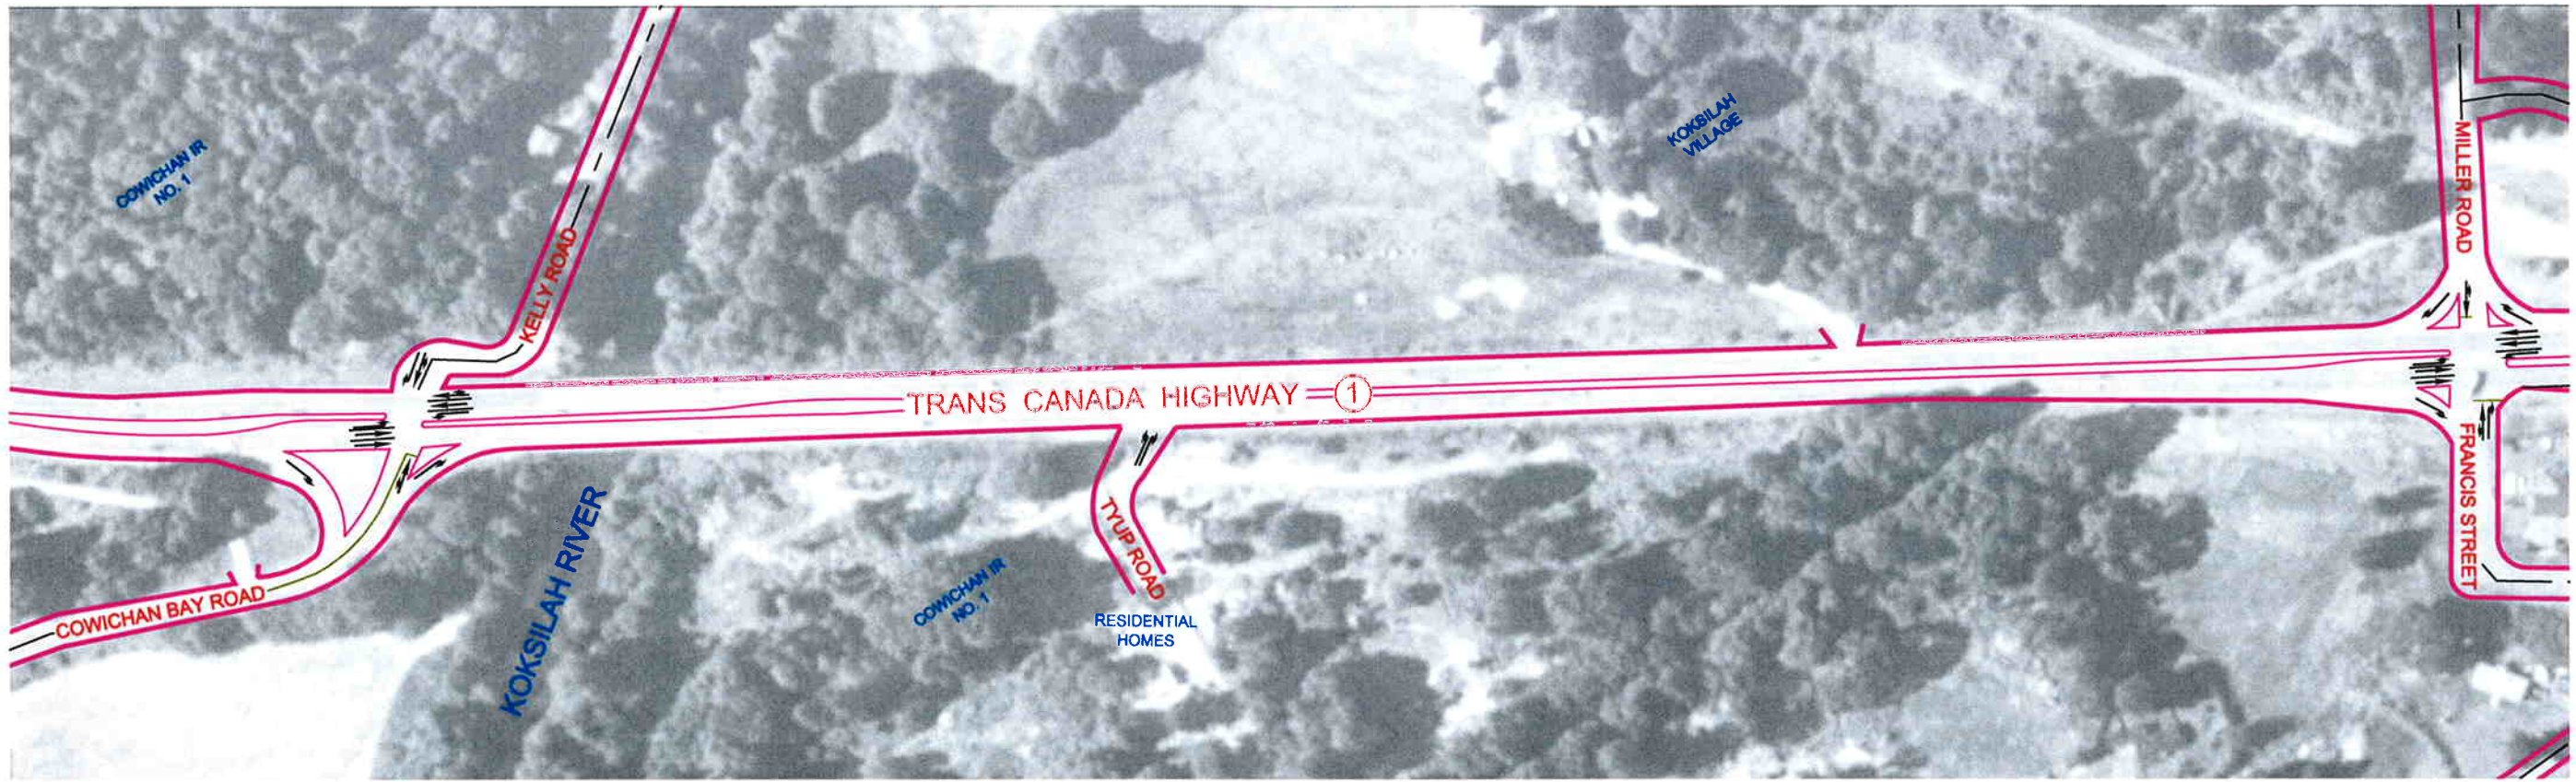 COWICHAN IR
NO. 1
KELLY ROAD
KOKSILAH
VILLAGE
MILLER ROAD
TRANS CANADA HIGHWAY 1
COWICHAN BAY ROAD
KOKSILAH RIVER
COWICHAN IR
NO. 1
TYUP ROAD
RESIDENTIAL
HOMES
FRANCIS STREET